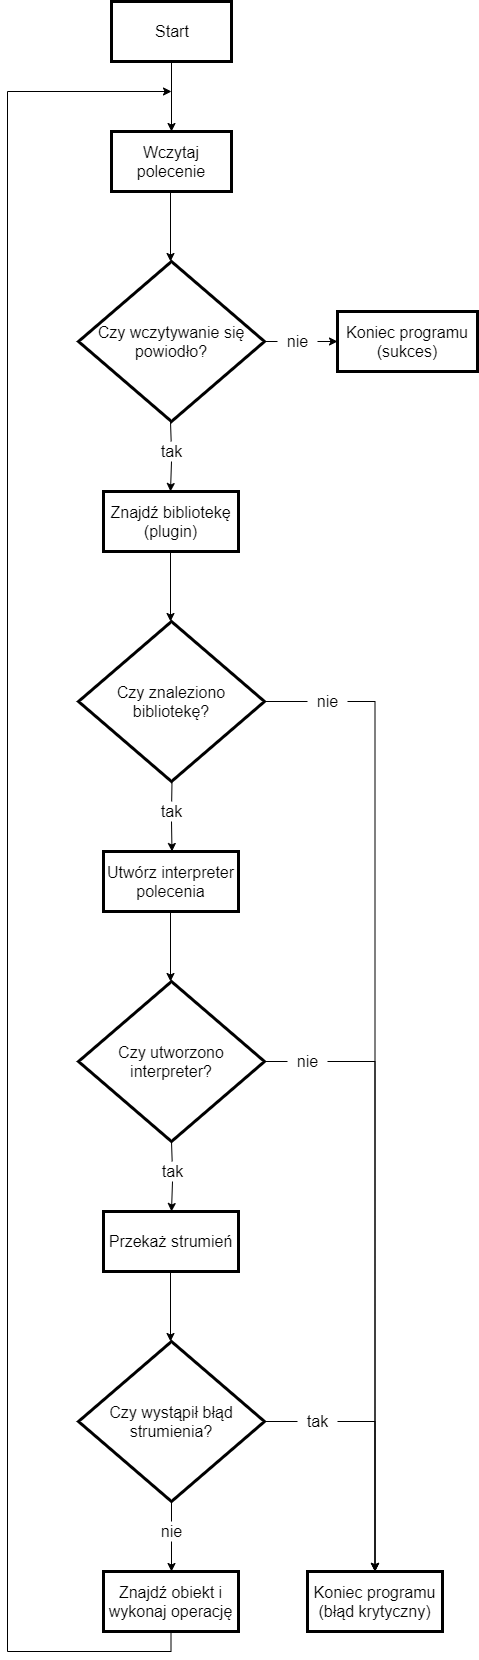 Start
Wczytaj
polecenie
Czy wczytywanie się
powiodło?
nie
Koniec programu
(sukces)
tak
Znajdź bibliotekę
(plugin)
Czy znaleziono
bibliotekę?
nie
tak
Utwórz interpreter
polecenia
Czy utworzono
interpreter?
nie
tak
Przekaż strumień
Czy wystąpił błąd
strumienia?
tak
nie
Znajdź obiekt i
wykonaj operację
Koniec programu
(błąd krytyczny)